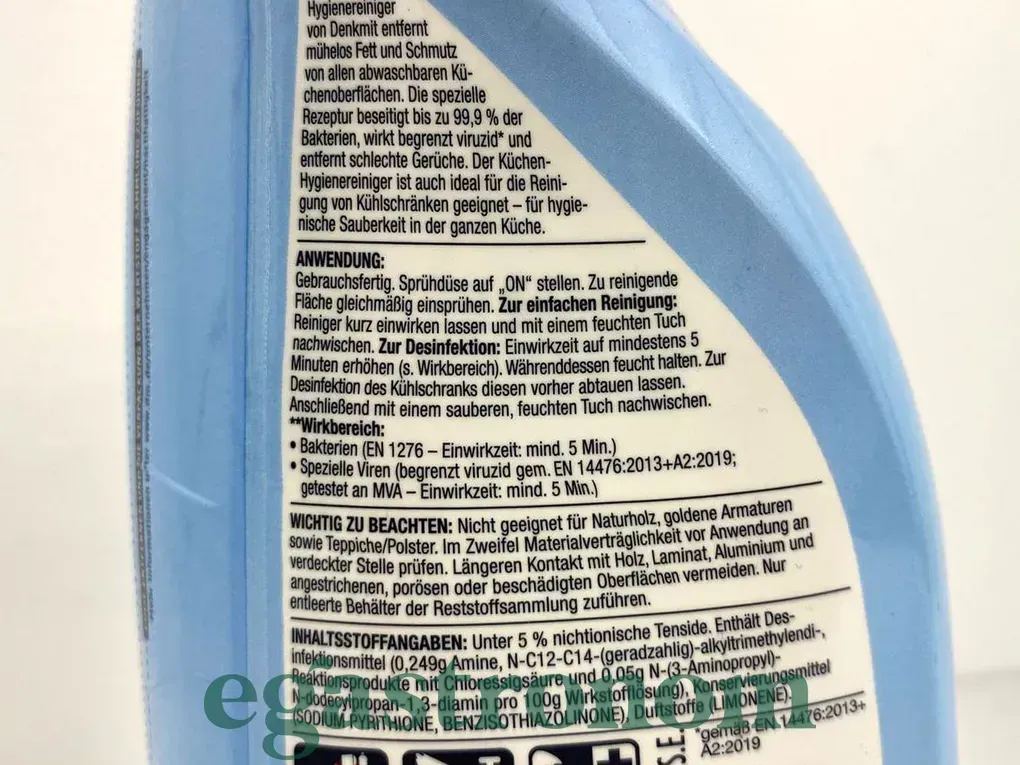 Hygienereiniger
von Denkmit entfernt
mühelos Fett und Schmutz
von allen abwaschbaren Kü-
chenoberflächen. Die spezielle
Rezeptur beseitigt bis zu 99,9 % der
Bakterien, wirkt begrenzt viruzid* und
entfernt schlechte Gerüche. Der Küchen-
Hygienereiniger ist auch ideal für die Reini-
gung von Kühlschränken geeignet – für hygie-
nische Sauberkeit in der ganzen Küche.
ANWENDUNG:
Gebrauchsfertig. Sprühdüse auf „ON" stellen. Zu reinigende
Fläche gleichmäßig einsprühen. Zur einfachen Reinigung:
Reiniger kurz einwirken lassen und mit einem feuchten Tuch
nachwischen. Zur Desinfektion: Einwirkzeit auf mindestens 5
Minuten erhöhen (s. Wirkbereich). Währenddessen feucht halten. Zur
Desinfektion des Kühlschranks diesen vorher abtauen lassen.
Anschließend mit einem sauberen, feuchten Tuch nachwischen.
**Wirkbereich:
• Bakterien (EN 1276 – Einwirkzeit: mind. 5 Min.)
• Spezielle Viren (begrenzt viruzid gem. EN 14476:2013+A2:2019;
getestet an MVA – Einwirkzeit: mind. 5 Min.)
WICHTIG ZU BEACHTEN: Nicht geeignet für Naturholz, goldene Armaturen
sowie Teppiche/Polster. Im Zweifel Materialverträglichkeit vor Anwendung an
verdeckter Stelle prüfen. Längeren Kontakt mit Holz, Laminat, Aluminium und
angestrichenen, porösen oder beschädigten Oberflächen vermeiden. Nur
entleerte Behälter der Reststoffsammlung zuführen.
INHALTSSTOFFANGABEN: Unter 5 % nichtionische Tenside. Enthält Des-
infektionsmittel (0,249g Amine, N-C12-C14-(geradzahlig)-alkyltrimethylendi-,
Reaktionsprodukte mit Chloressigsäure und 0,05g N-(3-Aminopropyl)-
N-dodecylpropan-1,3-diamin pro 100g Wirkstofflösung), Konservierungsmittel
(SODIUM PYRITHIONE, BENZISOTHIAZOLINONE), Duftstoffe (LIMONENE)
*gemäß EN 14476:2013+
A2:2019
S.E.
egastronom